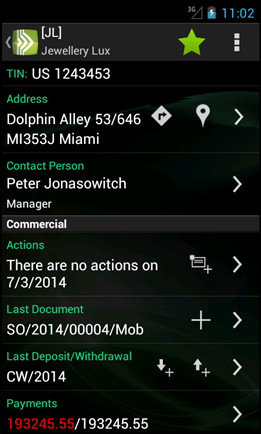 3G 11:02
[JL]
Jewellery Lux
TIN: US 1243453
Address
Dolphin Alley 53/646
MI353J Miami
Contact Person
Peter Jonasowitch
Manager
Commercial
Actions
There are no actions on
7/3/2014
Last Document
SO/2014/00004/Mob
Last Deposit/Withdrawal
CW/2014
Payments
193245.55/193245.55